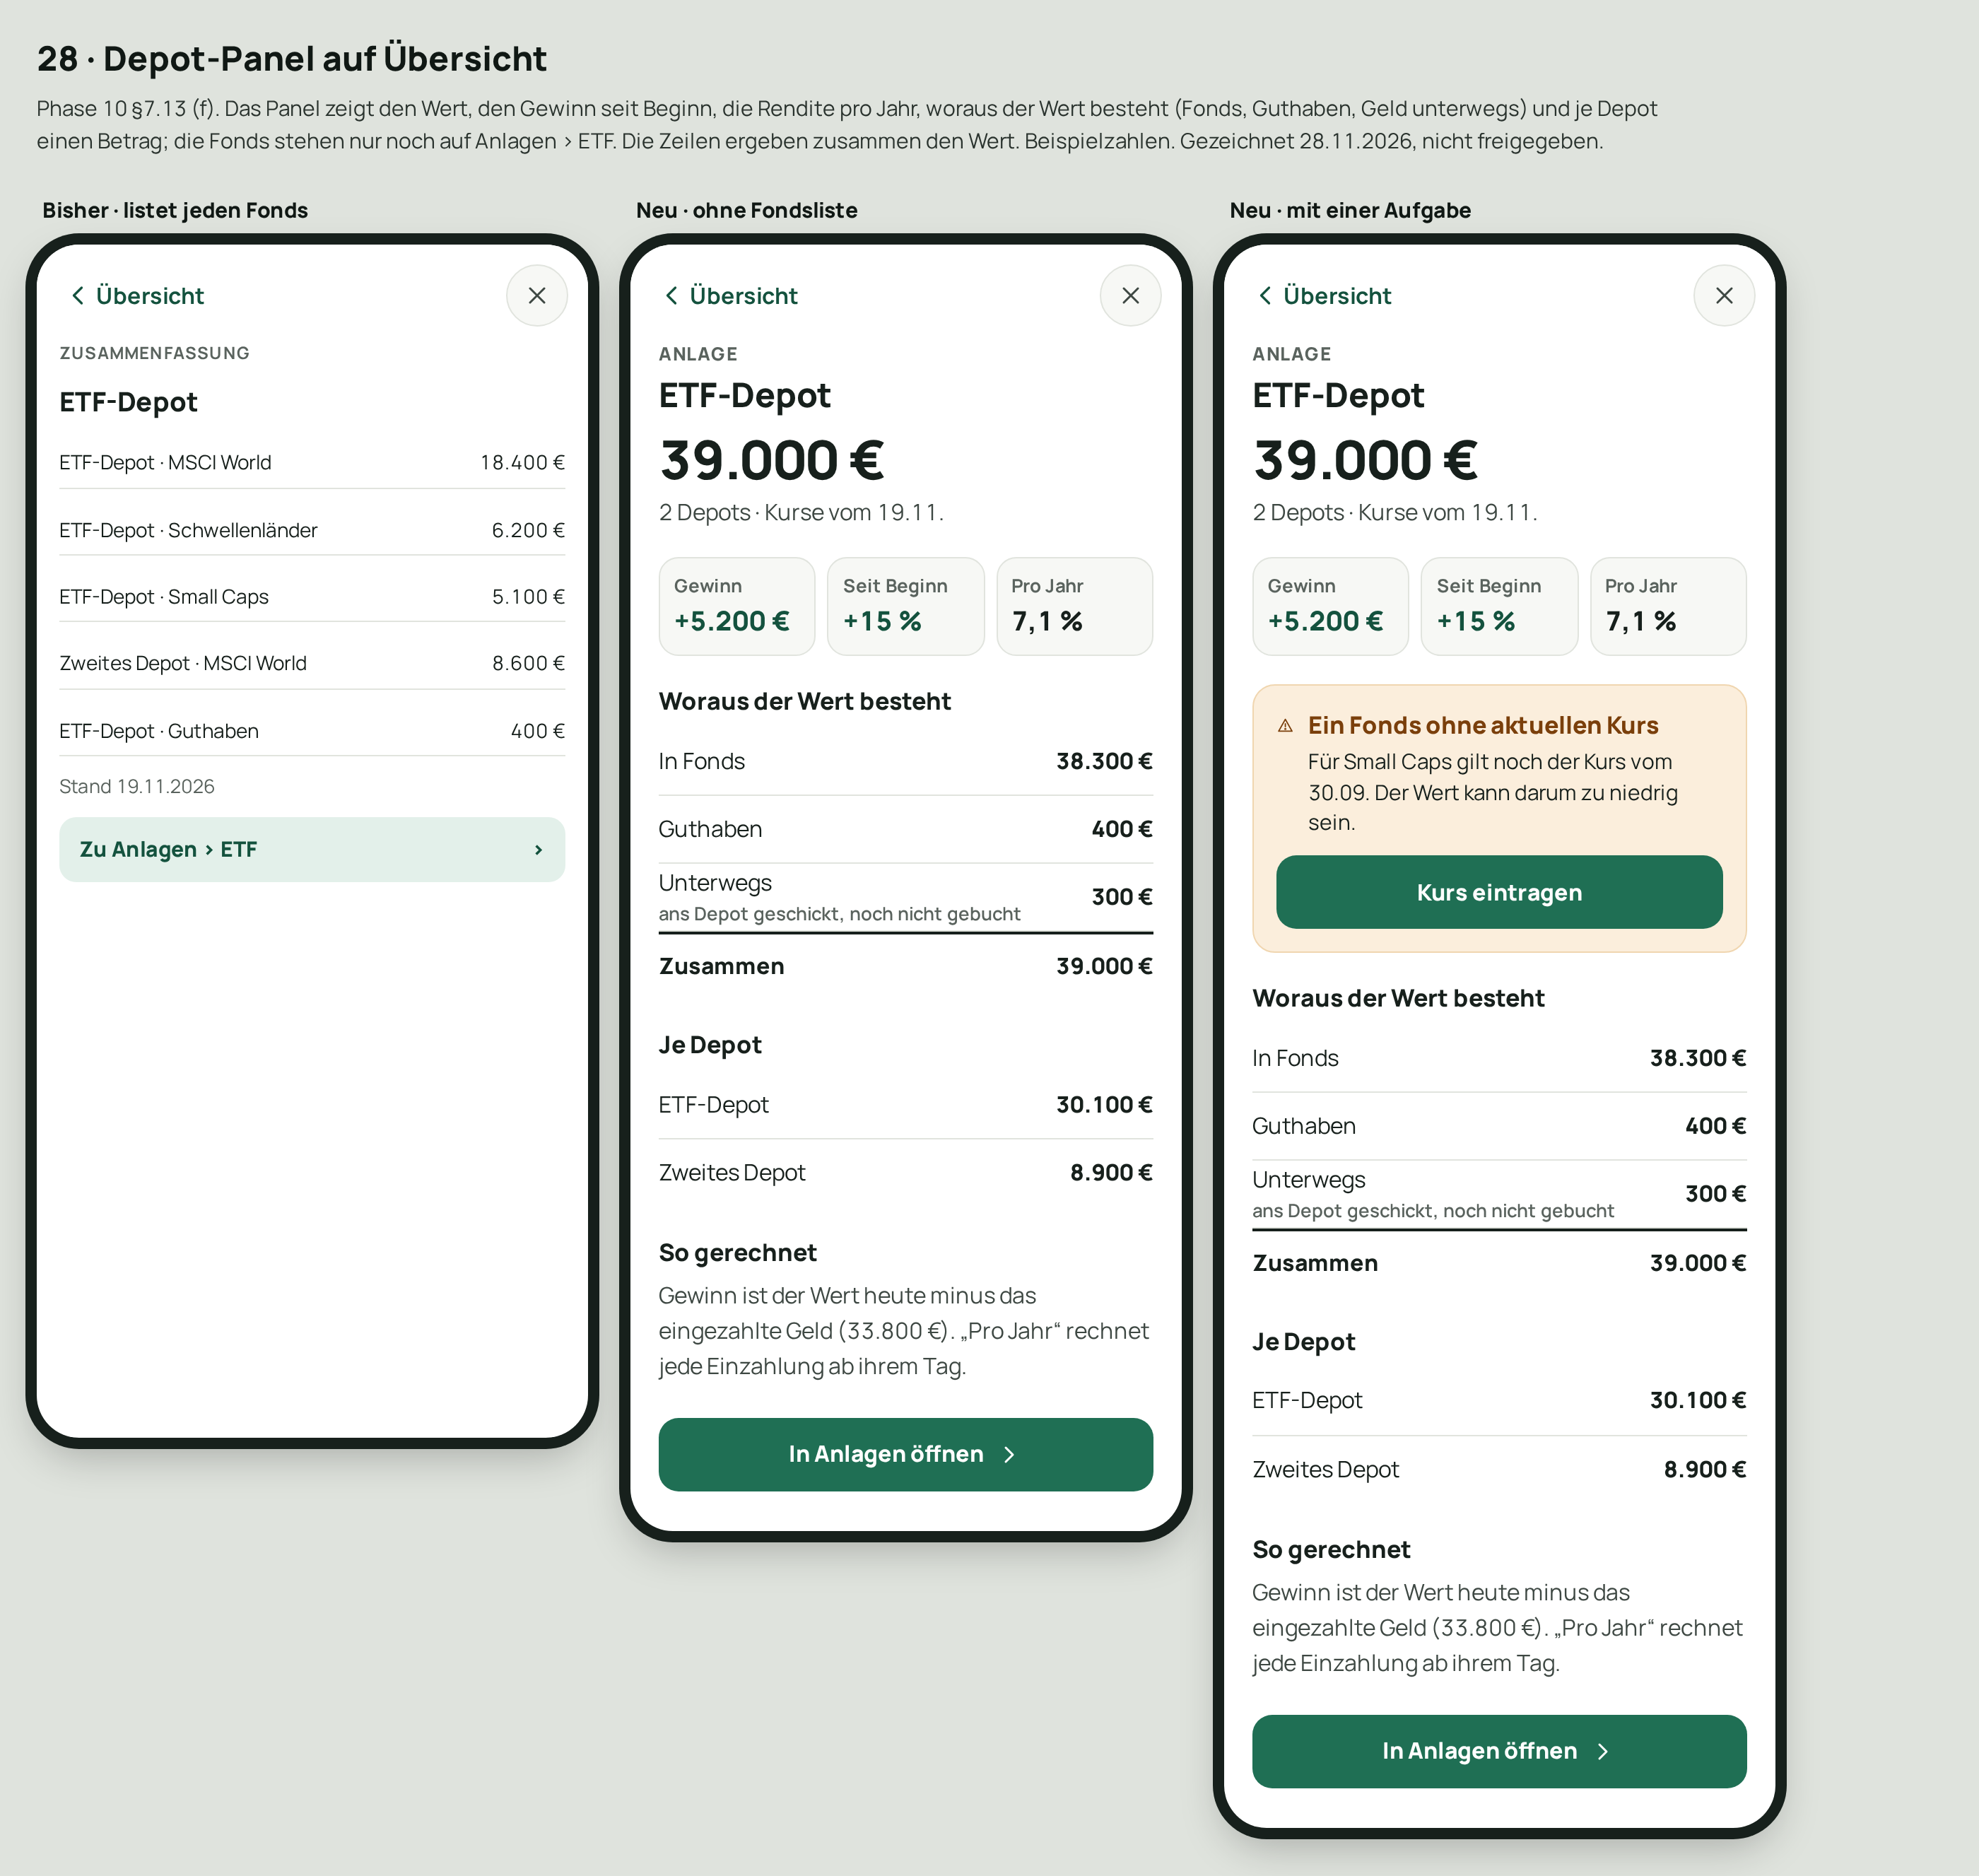 28 · Depot-Panel auf Übersicht
Phase 10 §7.13 (f). Das Panel zeigt den Wert, den Gewinn seit Beginn, die Rendite pro Jahr, woraus der Wert besteht (Fonds, Guthaben, Geld unterwegs) und je Depot
einen Betrag; die Fonds stehen nur noch auf Anlagen › ETF. Die Zeilen ergeben zusammen den Wert. Beispielzahlen. Gezeichnet 28.11.2026, nicht freigegeben.
Bisher · listet jeden Fonds
Übersicht
ZUSAMMENFASSUNG
ETF-Depot
ETF-Depot · MSCI World 18.400 €
ETF-Depot · Schwellenländer 6.200 €
ETF-Depot · Small Caps 5.100 €
Zweites Depot · MSCI World 8.600 €
ETF-Depot · Guthaben 400 €
Stand 19.11.2026
Zu Anlagen › ETF ›
Neu · ohne Fondsliste
Übersicht
ANLAGE
ETF-Depot
39.000 €
2 Depots · Kurse vom 19.11.
Gewinn Seit Beginn Pro Jahr
+5.200 € +15 % 7,1 %
Woraus der Wert besteht
In Fonds 38.300 €
Guthaben 400 €
Unterwegs 300 €
ans Depot geschickt, noch nicht gebucht
Zusammen 39.000 €
Je Depot
ETF-Depot 30.100 €
Zweites Depot 8.900 €
So gerechnet
Gewinn ist der Wert heute minus das
eingezahlte Geld (33.800 €). „Pro Jahr“ rechnet
jede Einzahlung ab ihrem Tag.
In Anlagen öffnen
Neu · mit einer Aufgabe
Übersicht
ANLAGE
ETF-Depot
39.000 €
2 Depots · Kurse vom 19.11.
Gewinn Seit Beginn Pro Jahr
+5.200 € +15 % 7,1 %
Ein Fonds ohne aktuellen Kurs
Für Small Caps gilt noch der Kurs vom
30.09. Der Wert kann darum zu niedrig
sein.
Kurs eintragen
Woraus der Wert besteht
In Fonds 38.300 €
Guthaben 400 €
Unterwegs 300 €
ans Depot geschickt, noch nicht gebucht
Zusammen 39.000 €
Je Depot
ETF-Depot 30.100 €
Zweites Depot 8.900 €
So gerechnet
Gewinn ist der Wert heute minus das
eingezahlte Geld (33.800 €). „Pro Jahr“ rechnet
jede Einzahlung ab ihrem Tag.
In Anlagen öffnen